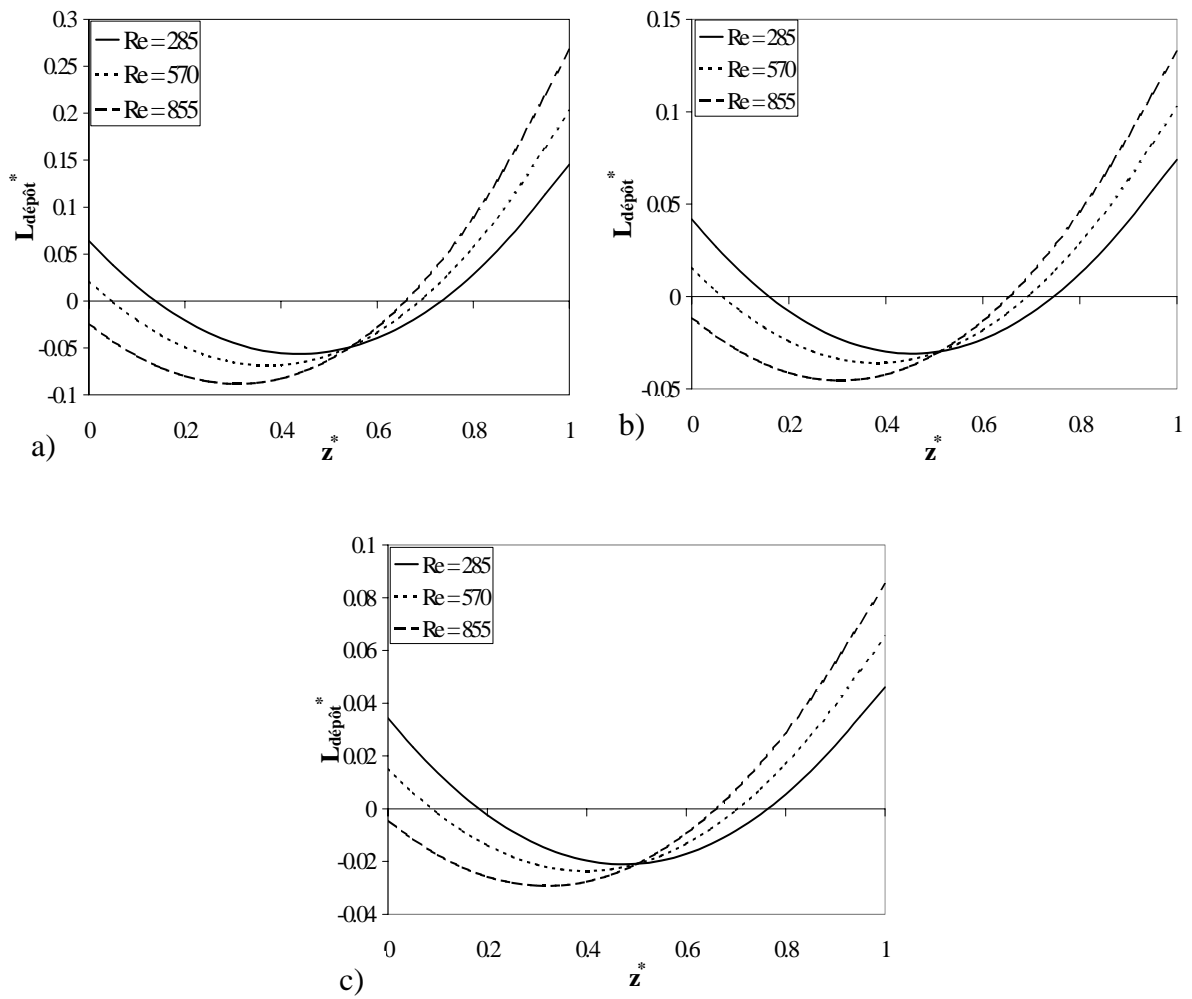 0.3
Re = 285
Re = 570
Re = 855
0.25
0.2
0.15
0.1
0.05
0
-0.05
-0.1
L dépôt *
0 0.2 0.4 0.6 0.8 1
z*
a)
0.15
Re = 285
Re = 570
Re = 855
0.1
0.05
0
-0.05
L dépôt *
0 0.2 0.4 0.6 0.8 1
z*
b)
0.1
Re = 285
Re = 570
Re = 855
0.08
0.06
0.04
0.02
0
-0.02
-0.04
L dépôt *
0 0.2 0.4 0.6 0.8 1
z*
c)